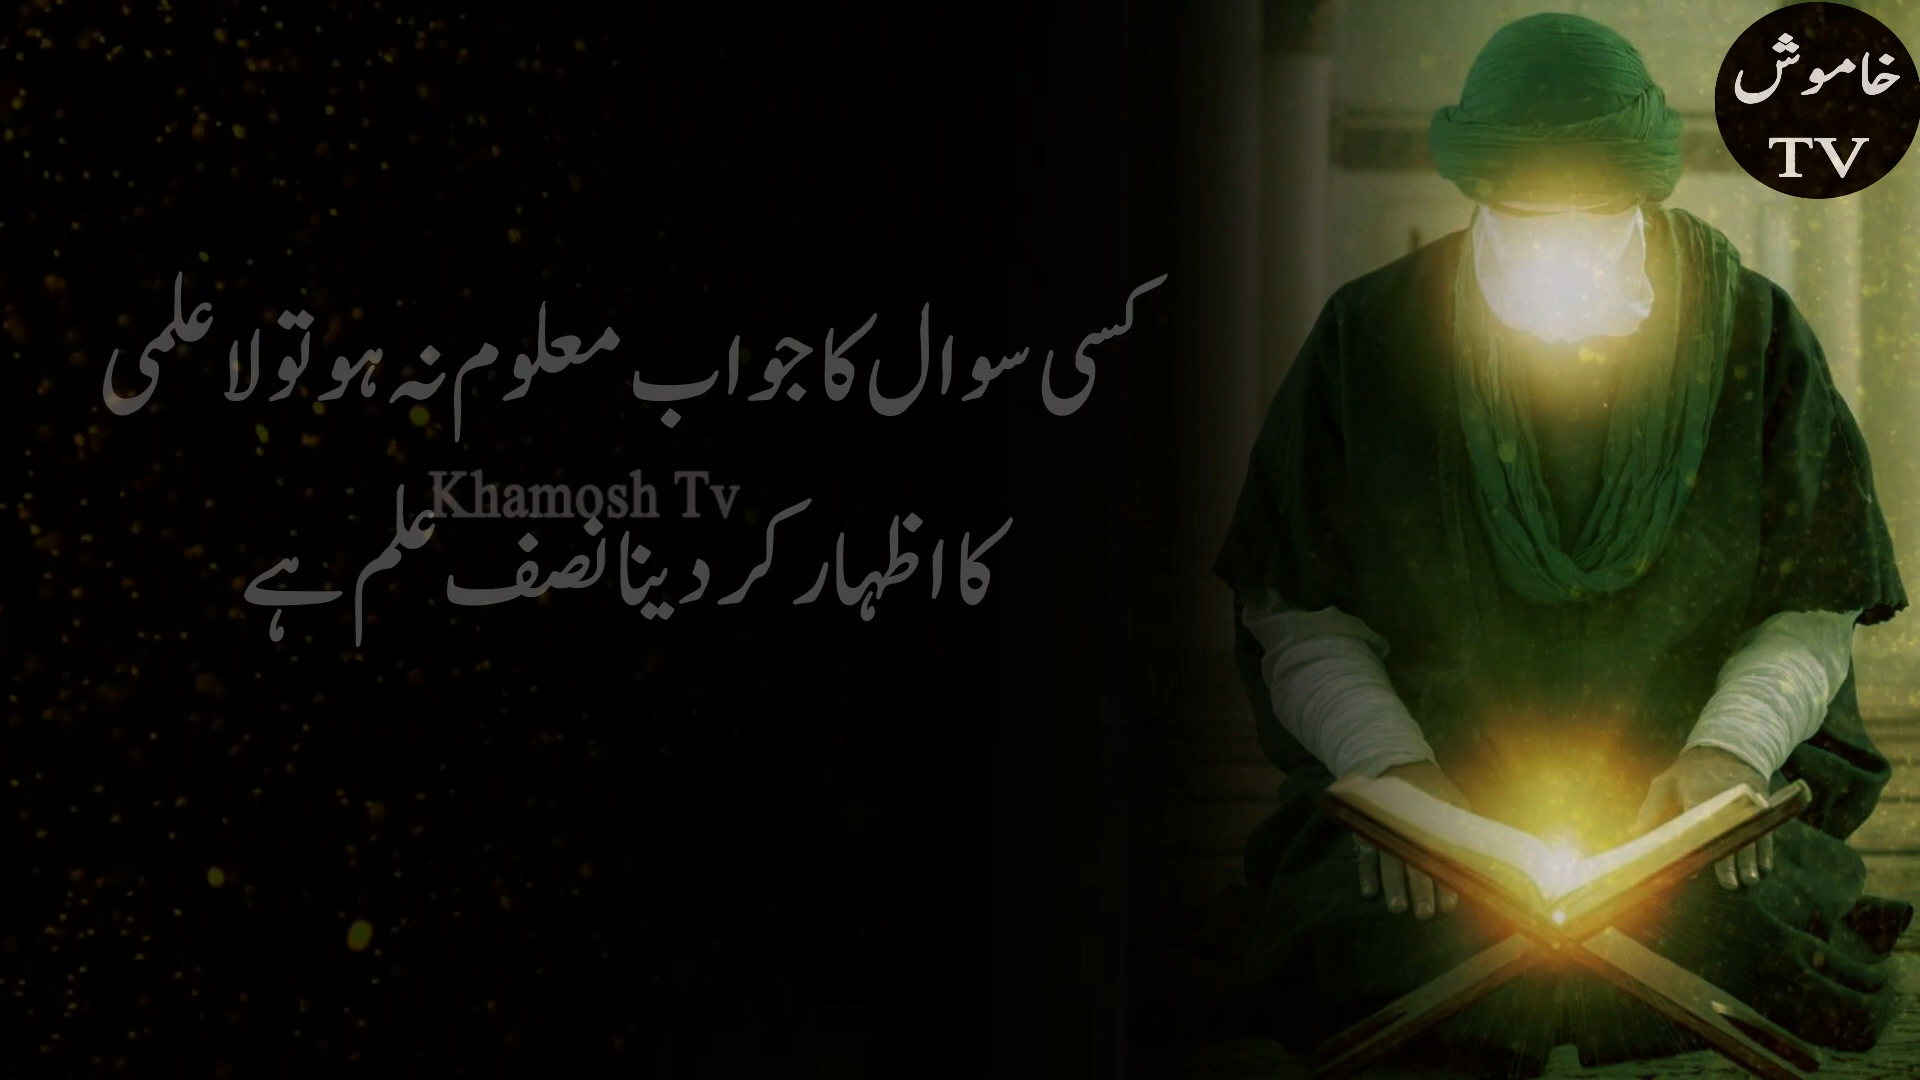 خاموش
TV
کسی سوال کا جواب معلوم نہ ہو تو لا علمی
Khamosh Tv
کا اظہار کر دینا نصف علم ہے